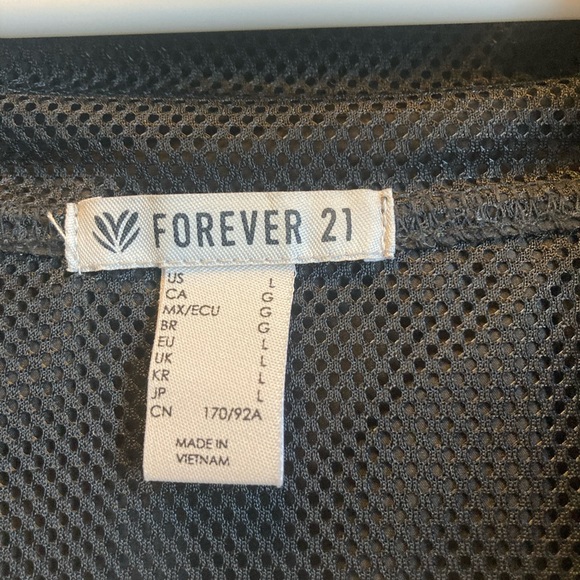 FOREVER 21
US L
CA G
MX/ECU G
BR G
EU L
UK L
KR L
JP L
CN 170/92A
MADE IN
VIETNAM